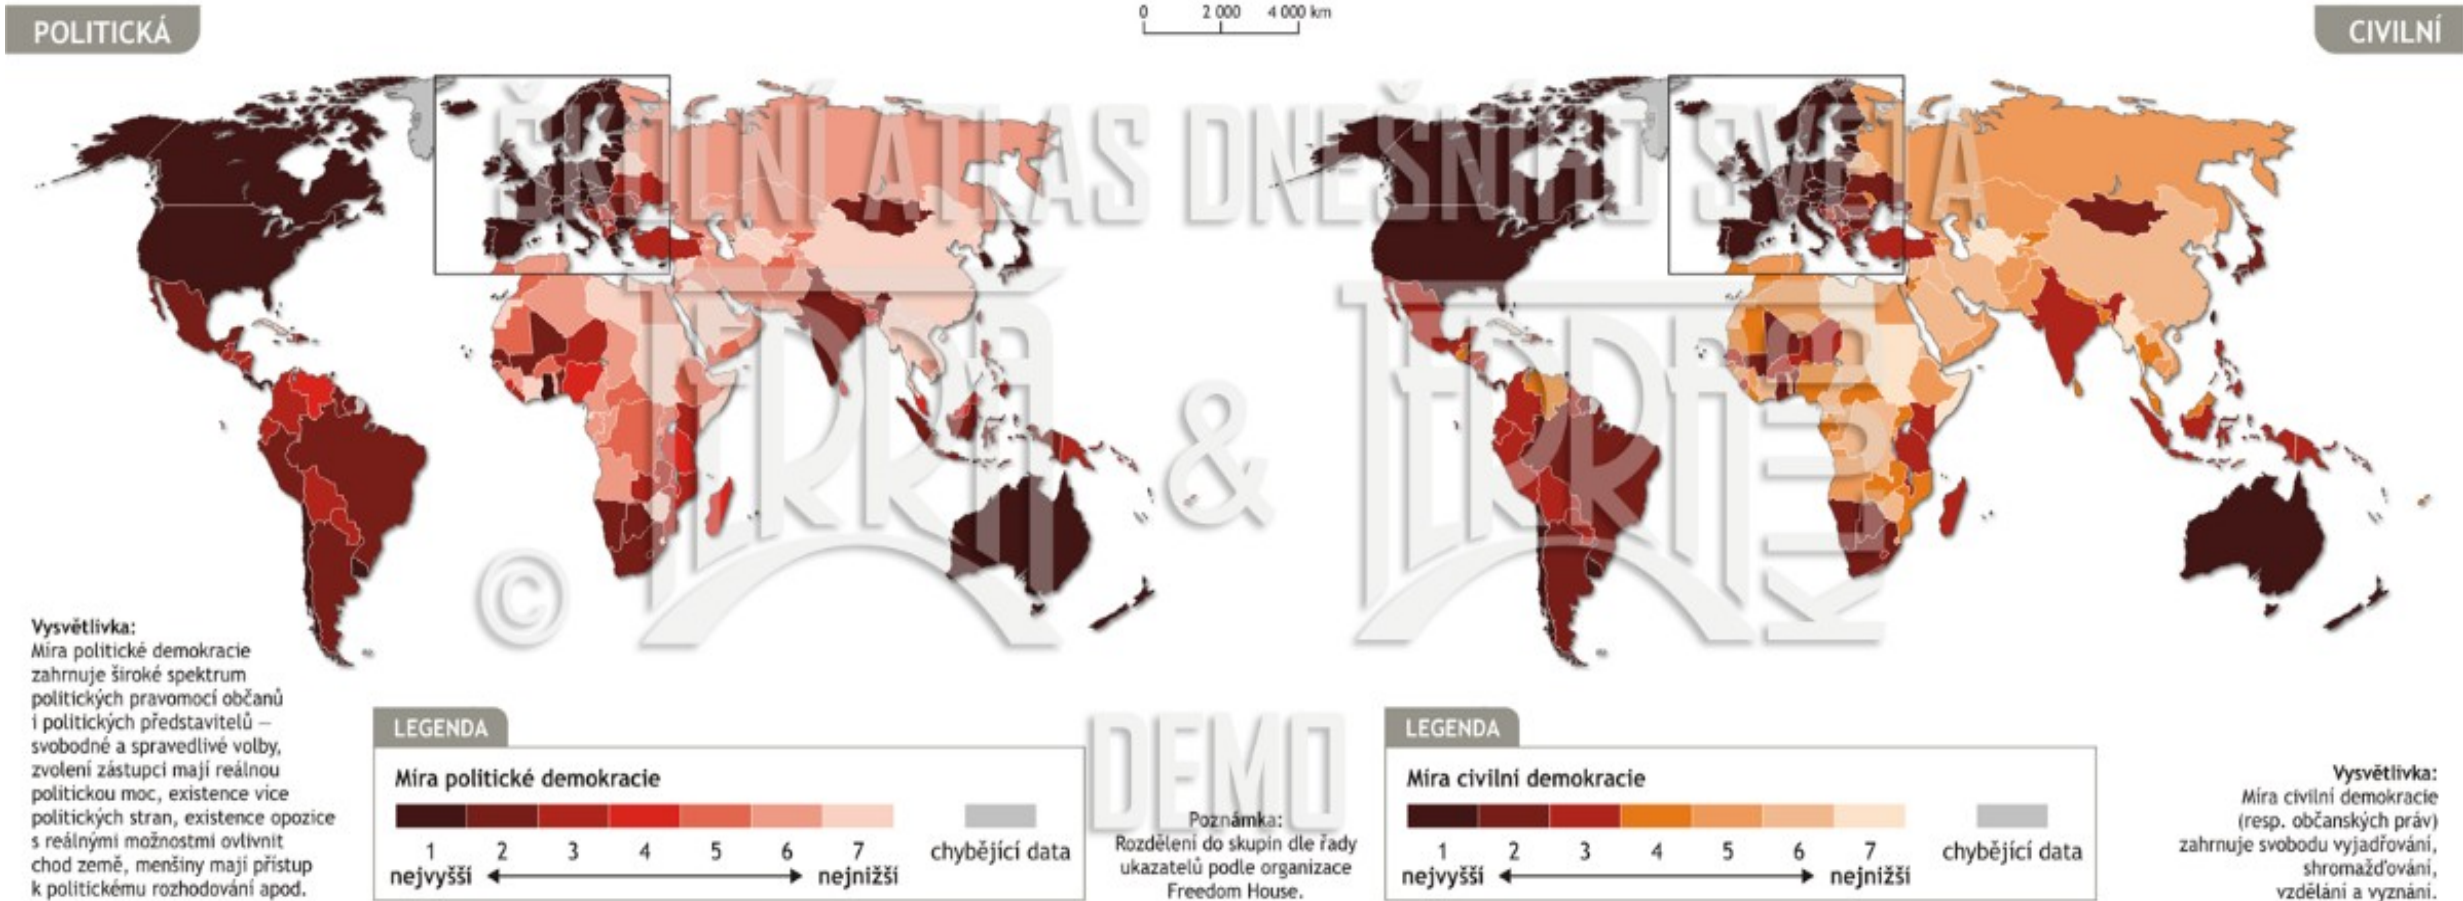 POLITICKÁ
0 2 000 4 000 km
CIVILNÍ
ŠKOLNÍ ATLAS DNEŠNÍHO SVĚTA
© TERRA & TERRA
KLUB
DEMO
Vysvětlivka:
Míra politické demokracie
zahrnuje široké spektrum
politických pravomocí občanů
i politických představitelů —
svobodné a spravedlivé volby,
zvolení zástupci mají reálnou
politickou moc, existence více
politických stran, existence opozice
s reálnými možnostmi ovlivnit
chod země, menšiny mají přístup
k politickému rozhodování apod.
LEGENDA
Míra politické demokracie
1 2 3 4 5 6 7
nejvyšší nejnižší
chybějící data
Poznámka:
Rozdělení do skupin dle řady
ukazatelů podle organizace
Freedom House.
LEGENDA
Míra civilní demokracie
1 2 3 4 5 6 7
nejvyšší nejnižší
chybějící data
Vysvětlivka:
Míra civilní demokracie
(resp. občanských práv)
zahrnuje svobodu vyjadřování,
shromažďování,
vzdělání a vyznání.